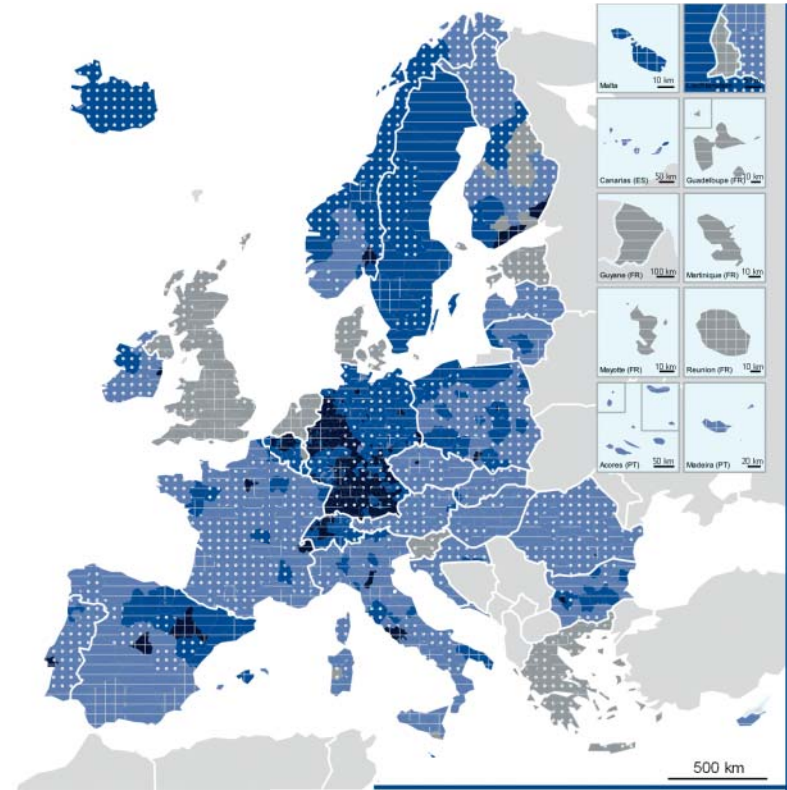 Malta
10 km
Canarias (ES)
50 km
Guadeloupe (FR)
10 km
Guyane (FR)
100 km
Martinique (FR)
10 km
Mayotte (FR)
10 km
Reunion (FR)
10 km
Acores (PT)
50 km
Madeira (PT)
20 km
500 km